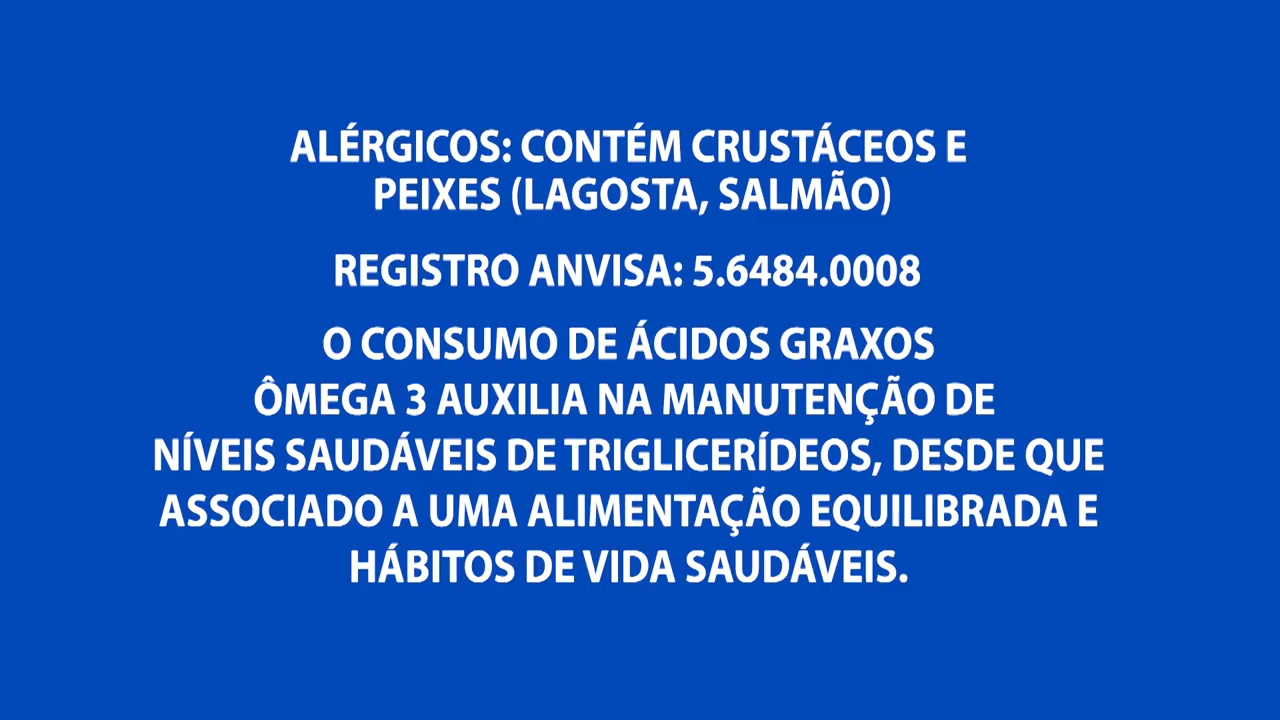 ALÉRGICOS: CONTÉM CRUSTÁCEOS E
PEIXES (LAGOSTA, SALMÃO)
REGISTRO ANVISA: 5.6484.0008
O CONSUMO DE ÁCIDOS GRAXOS
ÔMEGA 3 AUXILIA NA MANUTENÇÃO DE
NÍVEIS SAUDÁVEIS DE TRIGLICERÍDEOS, DESDE QUE
ASSOCIADO A UMA ALIMENTAÇÃO EQUILIBRADA E
HÁBITOS DE VIDA SAUDÁVEIS.